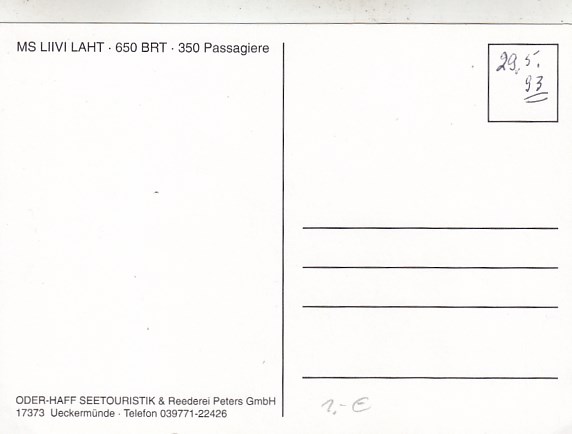 MS LIIVI LAHT · 650 BRT · 350 Passagiere
29.5.
93
ODER-HAFF SEETOURISTIK & Reederei Peters GmbH
17373 Ueckermünde · Telefon 039771-22426
1.- €